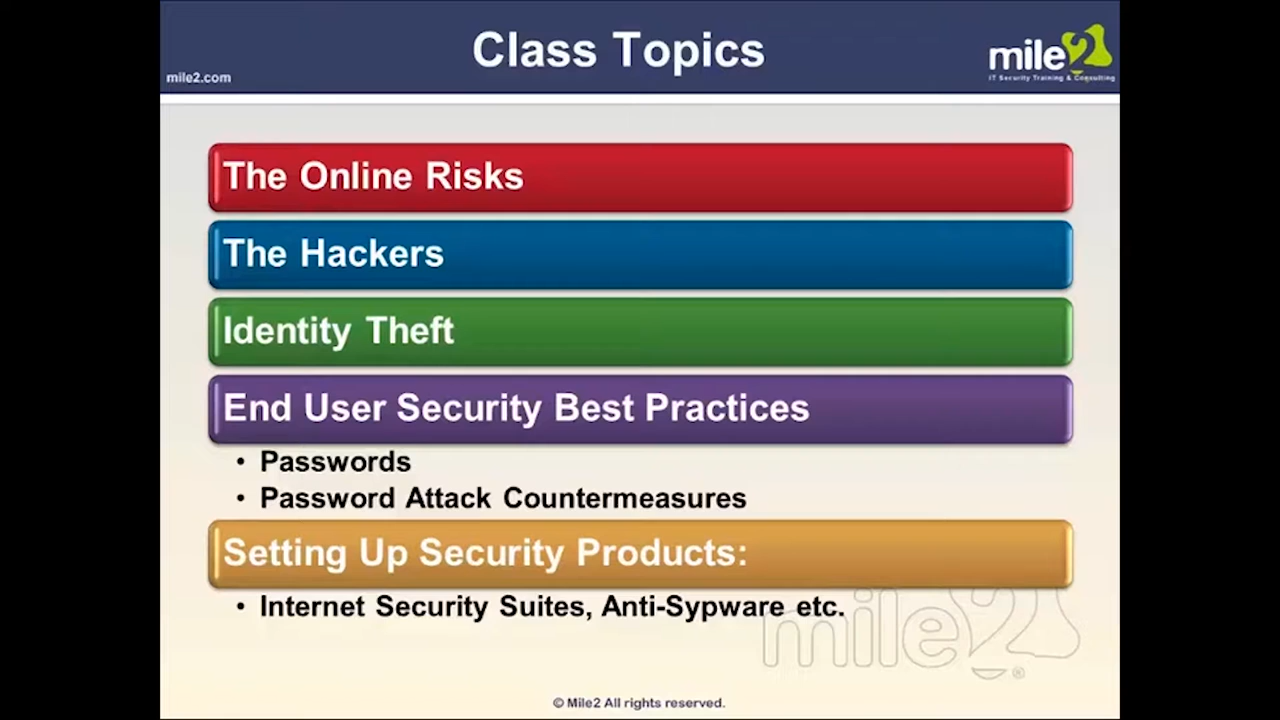 Class Topics
mile2.com
mile2
IT Security Training & Consulting
The Online Risks
The Hackers
Identity Theft
End User Security Best Practices
• Passwords
• Password Attack Countermeasures
Setting Up Security Products:
• Internet Security Suites, Anti-Sypware etc.
mile2®
© Mile2 All rights reserved.